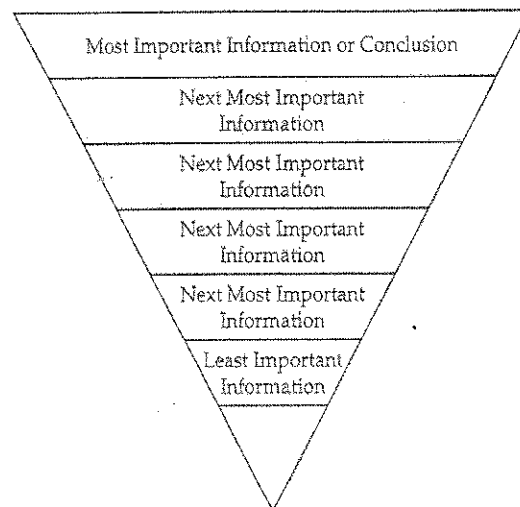 Most Important Information or Conclusion
Next Most Important
Information
Next Most Important
Information
Next Most Important
Information
Next Most Important
Information
Least Important
Information